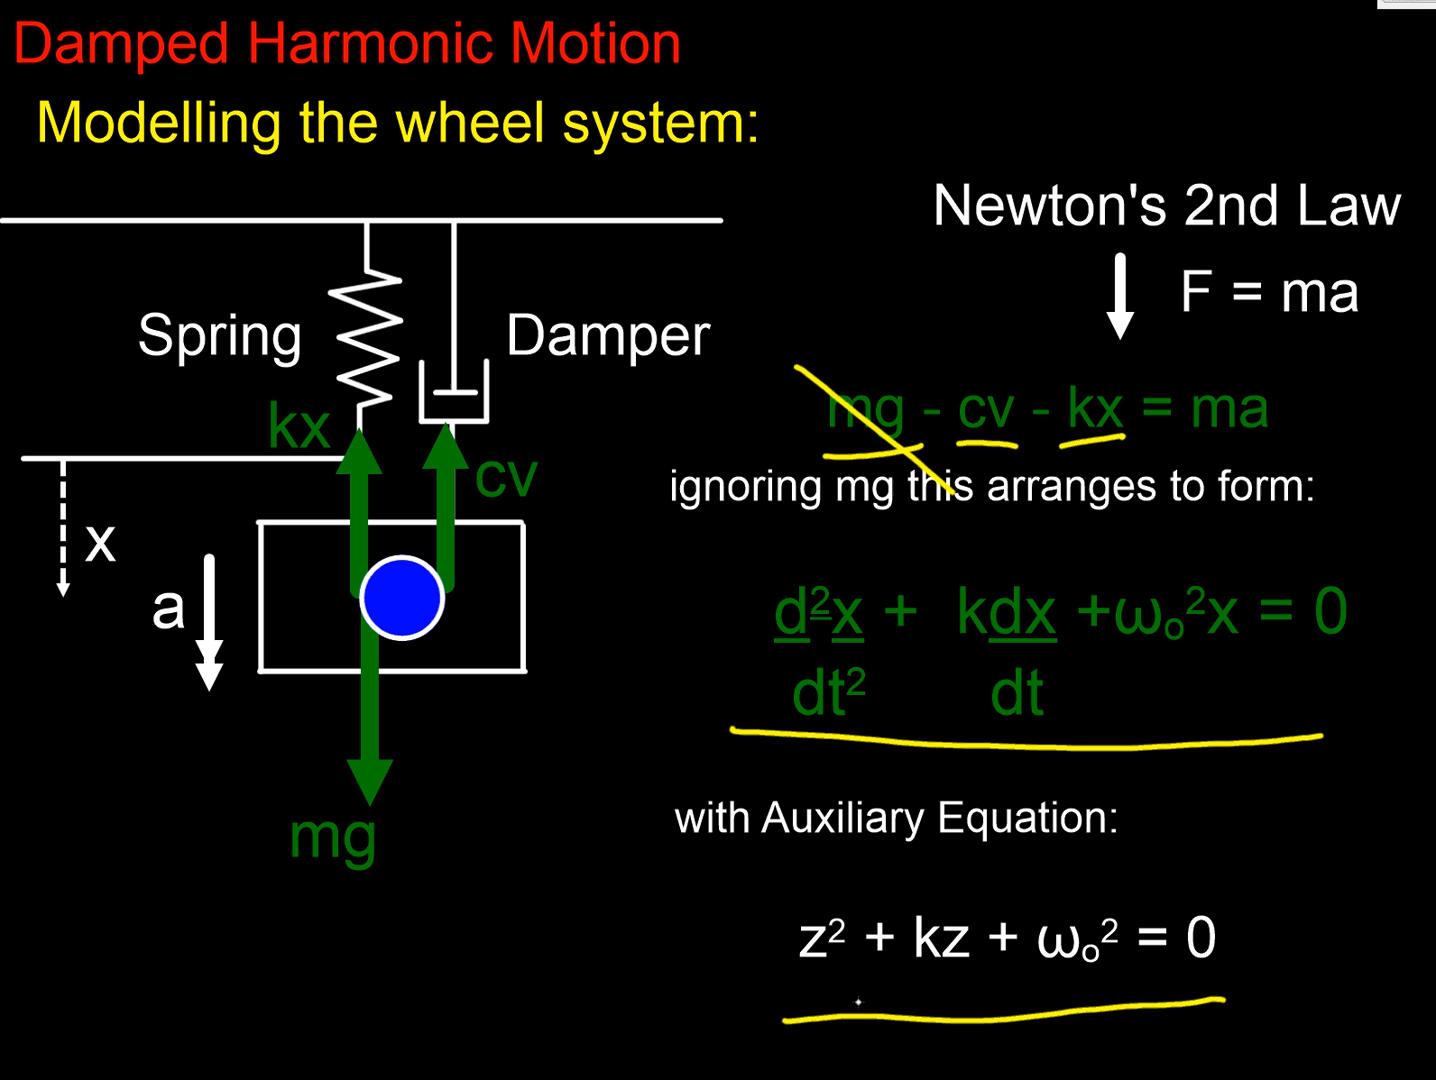 Damped Harmonic Motion
Modelling the wheel system:
Newton's 2nd Law
F = ma
Spring
Damper
kx
cv
mg - cv - kx = ma
ignoring mg this arranges to form:
x
a
d²x + kdx +ωₒ²x = 0
dt² dt
mg
with Auxiliary Equation:
z² + kz + ωₒ² = 0